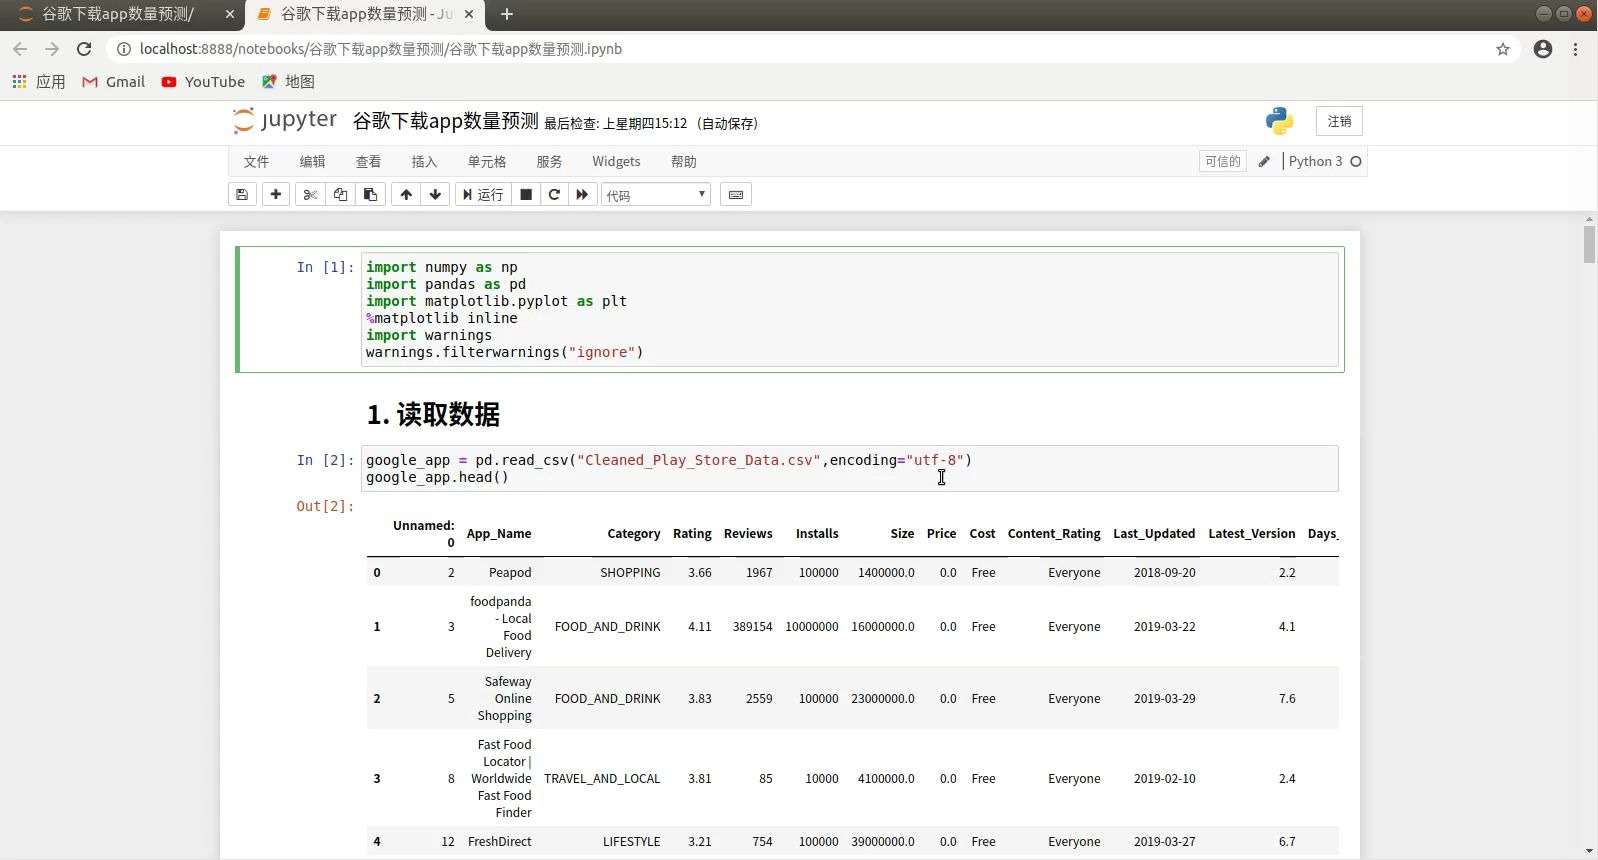 谷歌下载app数量预测/
谷歌下载app数量预测 - Ju
localhost:8888/notebooks/谷歌下载app数量预测/谷歌下载app数量预测.ipynb
应用 Gmail YouTube 地图
jupyter 谷歌下载app数量预测 最后检查: 上星期四15:12 (自动保存) 注销
文件 编辑 查看 插入 单元格 服务 Widgets 帮助 可信的 Python 3
运行 代码
In [1]: import numpy as np
import pandas as pd
import matplotlib.pyplot as plt
%matplotlib inline
import warnings
warnings.filterwarnings("ignore")
1. 读取数据
In [2]: google_app = pd.read_csv("Cleaned_Play_Store_Data.csv",encoding="utf-8")
google_app.head()
Out[2]:
Unnamed: 0 App_Name Category Rating Reviews Installs Size Price Cost Content_Rating Last_Updated Latest_Version Days_
0 2 Peapod SHOPPING 3.66 1967 100000 1400000.0 0.0 Free Everyone 2018-09-20 2.2
1 3 foodpanda - Local Food Delivery FOOD_AND_DRINK 4.11 389154 10000000 16000000.0 0.0 Free Everyone 2019-03-22 4.1
2 5 Safeway Online Shopping FOOD_AND_DRINK 3.83 2559 100000 23000000.0 0.0 Free Everyone 2019-03-29 7.6
3 8 Fast Food Locator | Worldwide Fast Food Finder TRAVEL_AND_LOCAL 3.81 85 10000 4100000.0 0.0 Free Everyone 2019-02-10 2.4
4 12 FreshDirect LIFESTYLE 3.21 754 100000 39000000.0 0.0 Free Everyone 2019-03-27 6.7